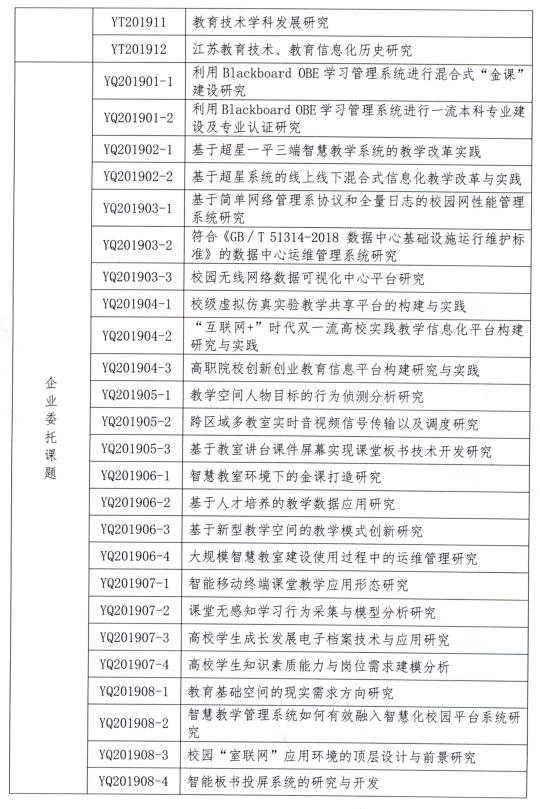 YT201911 教育技术学科发展研究
YT201912 江苏教育技术、教育信息化历史研究
企业委托课题
YQ201901-1 利用 Blackboard OBE 学习管理系统进行混合式“金课”
建设研究
YQ201901-2 利用 Blackboard OBE 学习管理系统进行一流本科专业建
设及专业认证研究
YQ201902-1 基于超星一平三端智慧教学系统的教学改革实践
YQ201902-2 基于超星系统的线上线下混合式信息化教学改革与实践
YQ201903-1 基于简单网络管理系协议和全量日志的校园网性能管理
系统研究
YQ201903-2 符合《GB／T 51314-2018 数据中心基础设施运行维护标
准》的数据中心运维管理系统研究
YQ201903-3 校园无线网络数据可视化中心平台研究
YQ201904-1 校级虚拟仿真实验教学共享平台的构建与实践
YQ201904-2 “互联网+”时代双一流高校实践教学信息化平台构建
研究与实践
YQ201904-3 高职院校创新创业教育信息平台构建研究与实践
YQ201905-1 教学空间人物目标的行为侦测分析研究
YQ201905-2 跨区域多教室实时音视频信号传输以及调度研究
YQ201905-3 基于教室讲台课件屏幕实现课堂板书技术开发研究
YQ201906-1 智慧教室环境下的金课打造研究
YQ201906-2 基于人才培养的教学数据应用研究
YQ201906-3 基于新型教学空间的教学模式创新研究
YQ201906-4 大规模智慧教室建设使用过程中的运维管理研究
YQ201907-1 智能移动终端课堂教学应用形态研究
YQ201907-2 课堂无感知学习行为采集与模型分析研究
YQ201907-3 高校学生成长发展电子档案技术与应用研究
YQ201907-4 高校学生知识素质能力与岗位需求建模分析
YQ201908-1 教育基础空间的现实需求方向研究
YQ201908-2 智慧教学管理系统如何有效融入智慧化校园平台系统研
究
YQ201908-3 校园“室联网”应用环境的顶层设计与前景研究
YQ201908-4 智能板书投屏系统的研究与开发